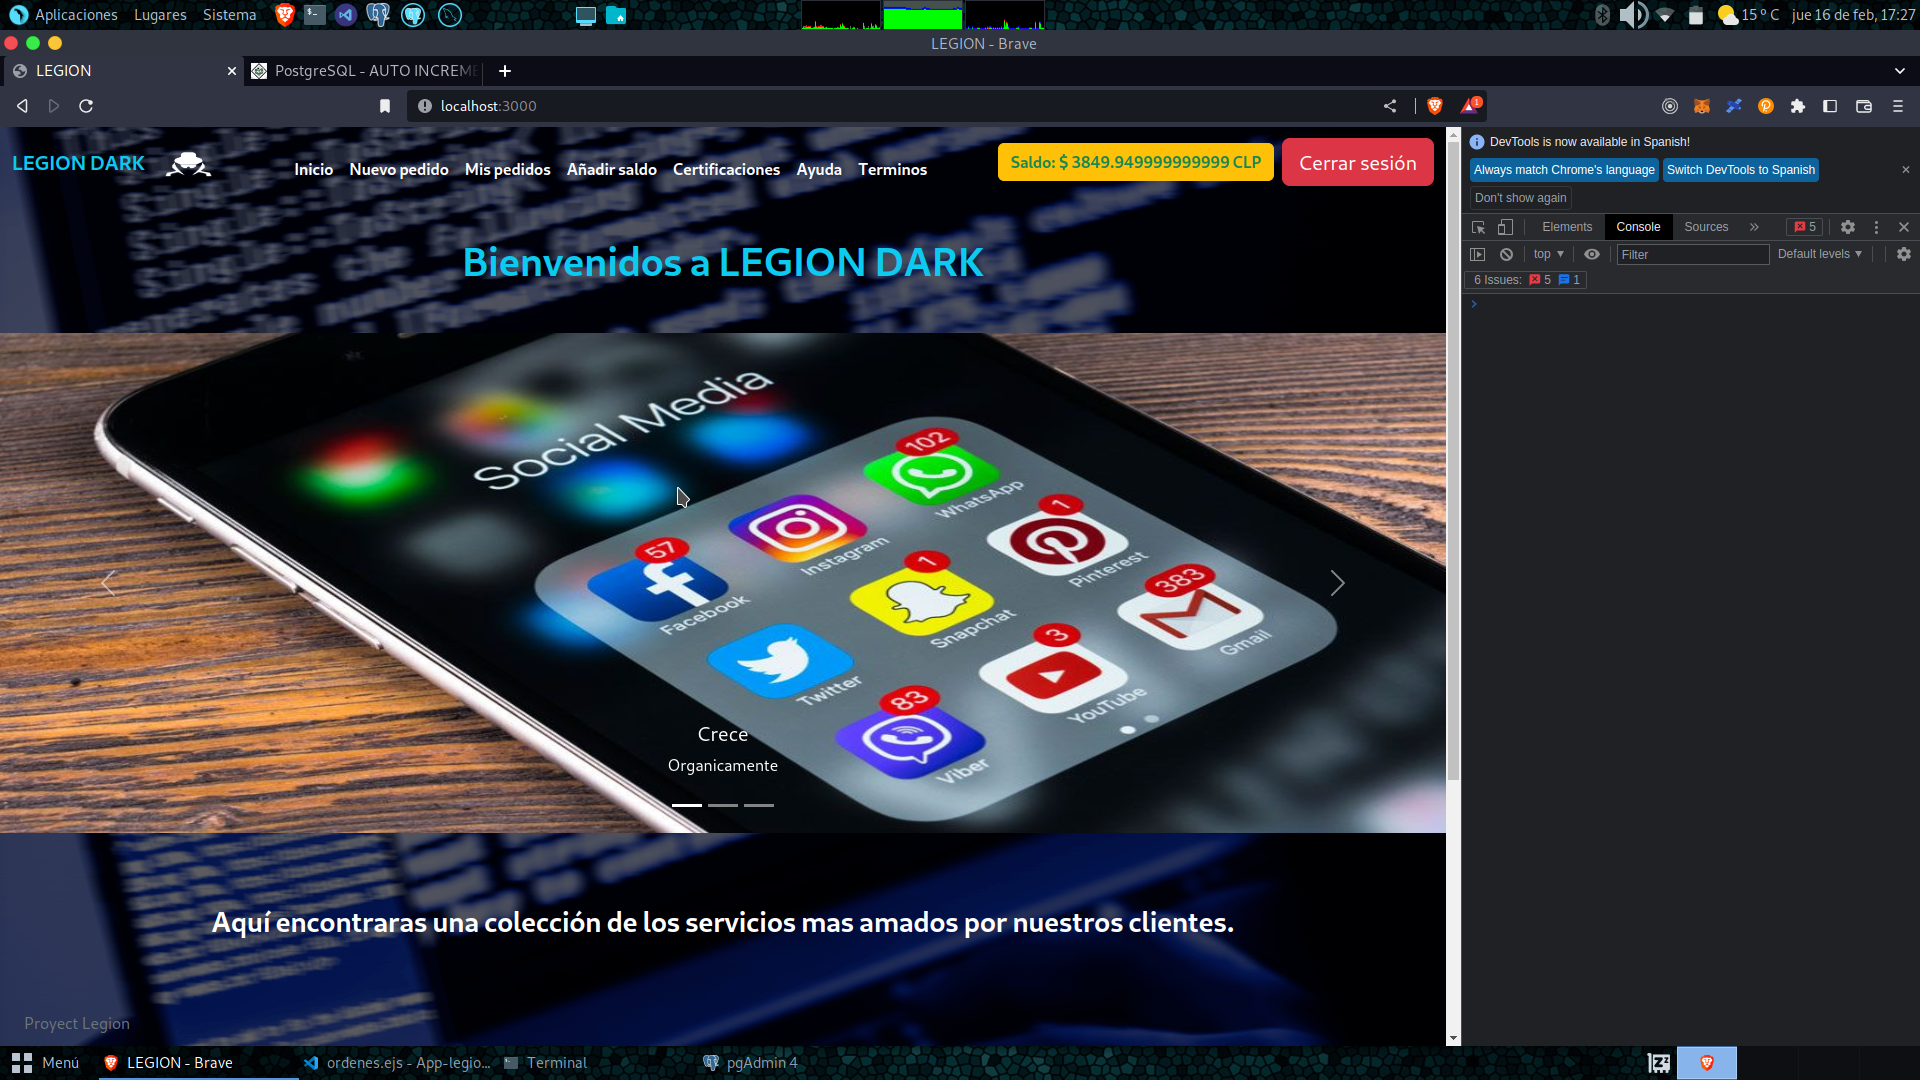 Aplicaciones Lugares Sistema 15 º C jue 16 de feb, 17:27
LEGION - Brave
LEGION PostgreSQL - AUTO INCREME
localhost:3000 1
LEGION DARK Inicio Nuevo pedido Mis pedidos Añadir saldo Certificaciones Ayuda Terminos Saldo: $ 3849.949999999999 CLP Cerrar sesión
Bienvenidos a LEGION DARK
Social Media
102
WhatsApp
Instagram
1
Pinterest
57
Facebook
1
Snapchat
383
Gmail
Twitter
3
YouTube
83
Viber
Crece
Organicamente
Aquí encontraras una colección de los servicios mas amados por nuestros clientes.
Proyect Legion
DevTools is now available in Spanish!
Always match Chrome's language Switch DevTools to Spanish
Don't show again
Elements Console Sources 5
top Filter Default levels
6 Issues: 5 1
Menú LEGION - Brave ordenes.ejs - App-legio... Terminal pgAdmin 4